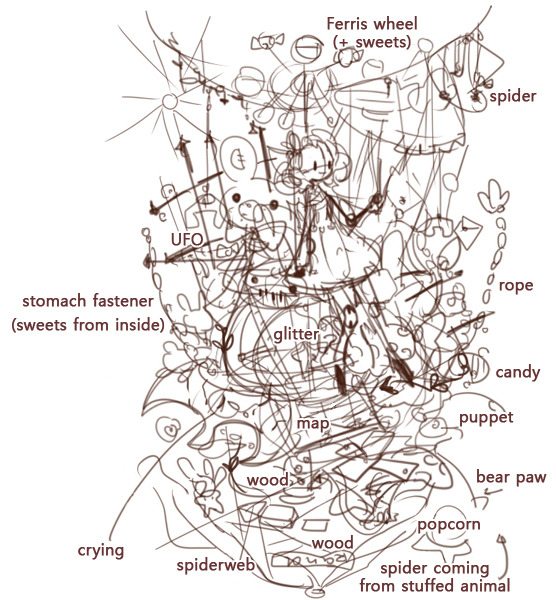 Ferris wheel
(+ sweets)
spider
UFO
rope
stomach fastener
(sweets from inside)
glitter
candy
map
puppet
wood
bear paw
popcorn
wood
crying
spiderweb
spider coming
from stuffed animal